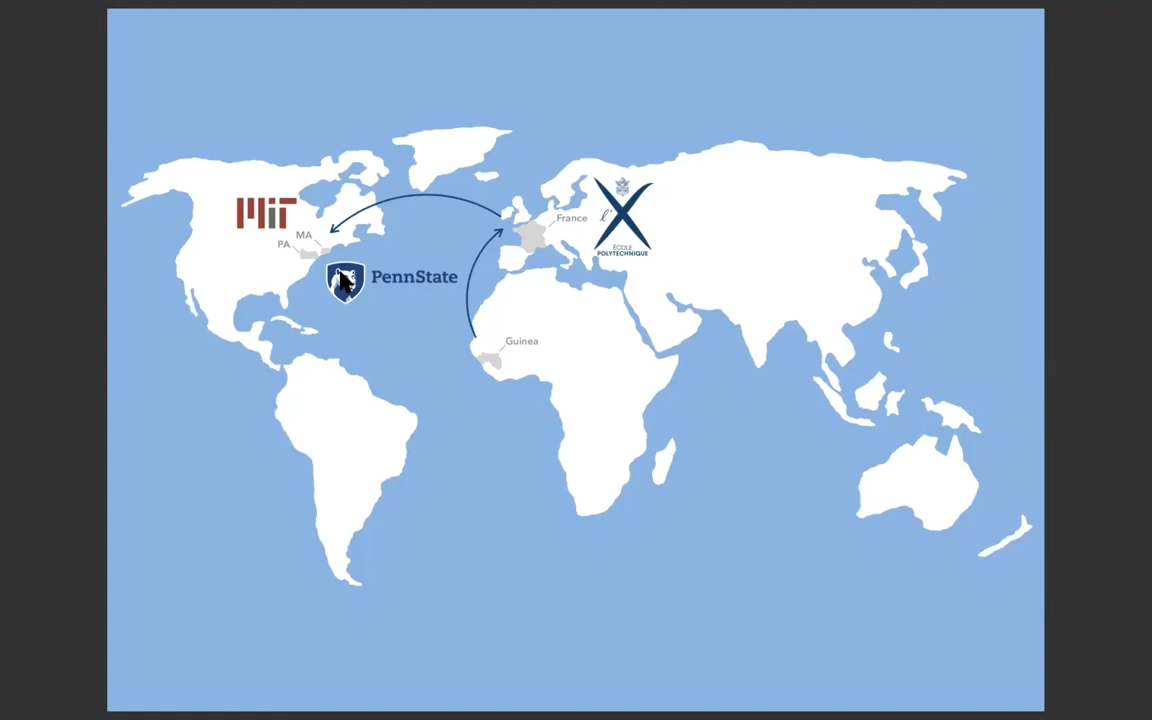 MIT
MA
PA
France
l'X
ÉCOLE
POLYTECHNIQUE
PennState
Guinea